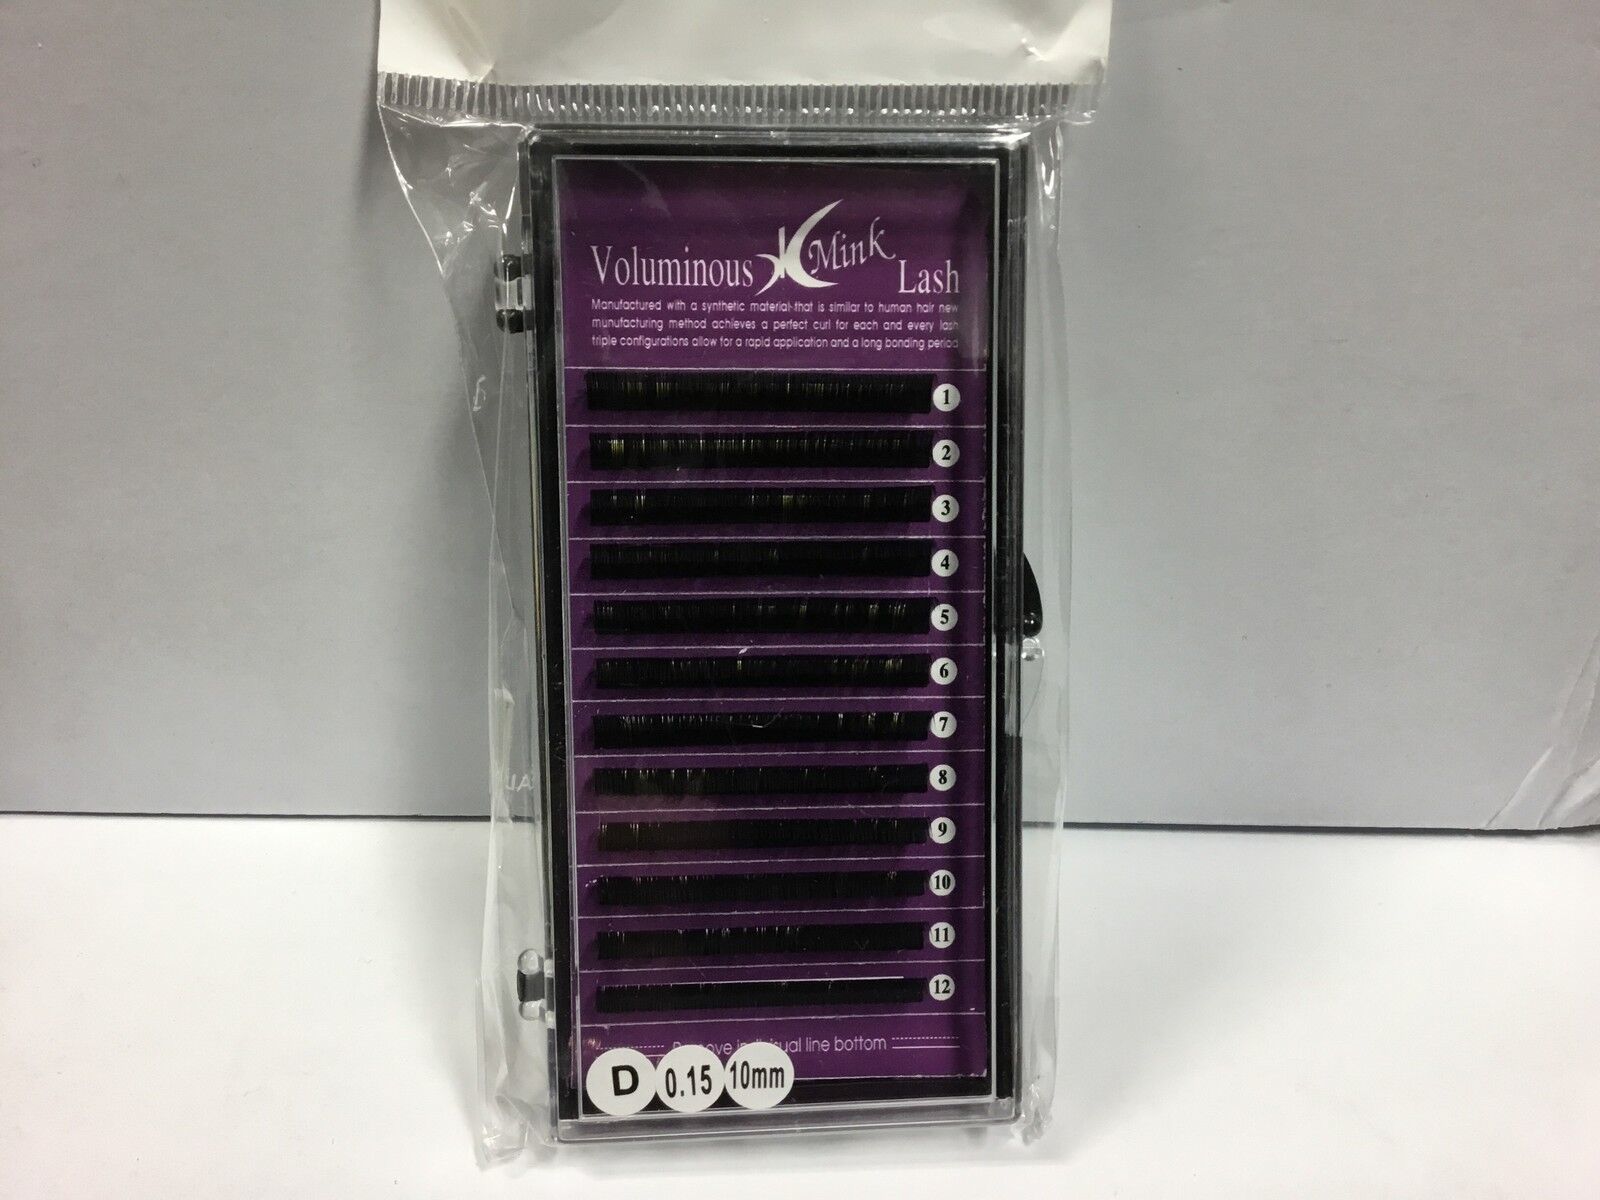 Voluminous Mink Lash
Manufactured with a synthetic material that is similar to human hair new
munufacturing method achieves a perfect curl for each and every lash
triple configurations allow for a rapid application and a long bonding period
1
2
3
4
5
6
7
8
9
10
11
12
line bottom
D 0.15 10mm